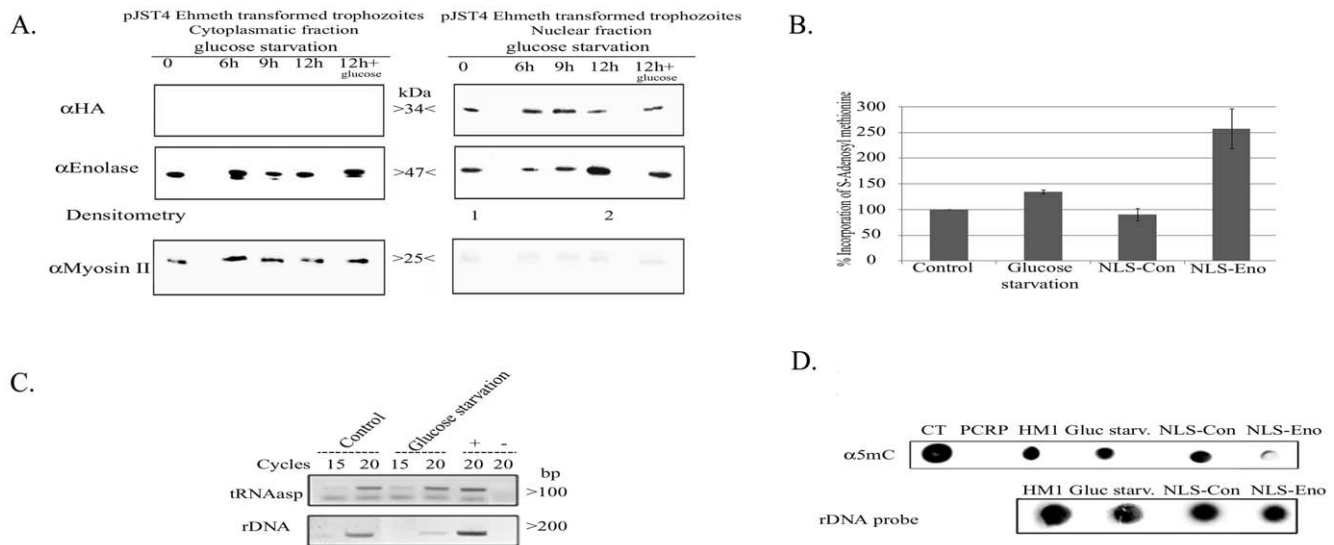 A.
pJST4 Ehmeth transformed trophozoites
Cytoplasmatic fraction
glucose starvation
0 6h 9h 12h 12h+
glucose
pJST4 Ehmeth transformed trophozoites
Nuclear fraction
glucose starvation
0 6h 9h 12h 12h+
glucose
kDa
αHA >34<
αEnolase >47<
Densitometry 1 2
αMyosin II >25<
B.
% Incorporation of S-Adenosyl methionine
300
250
200
150
100
50
0
Control Glucose starvation NLS-Con NLS-Eno
C.
Control Glucose starvation + -
Cycles 15 20 15 20 20 20 bp
tRNAasp >100
rDNA >200
D.
CT PCRP HM1 Gluc starv. NLS-Con NLS-Eno
α5mC
HM1 Gluc starv. NLS-Con NLS-Eno
rDNA probe